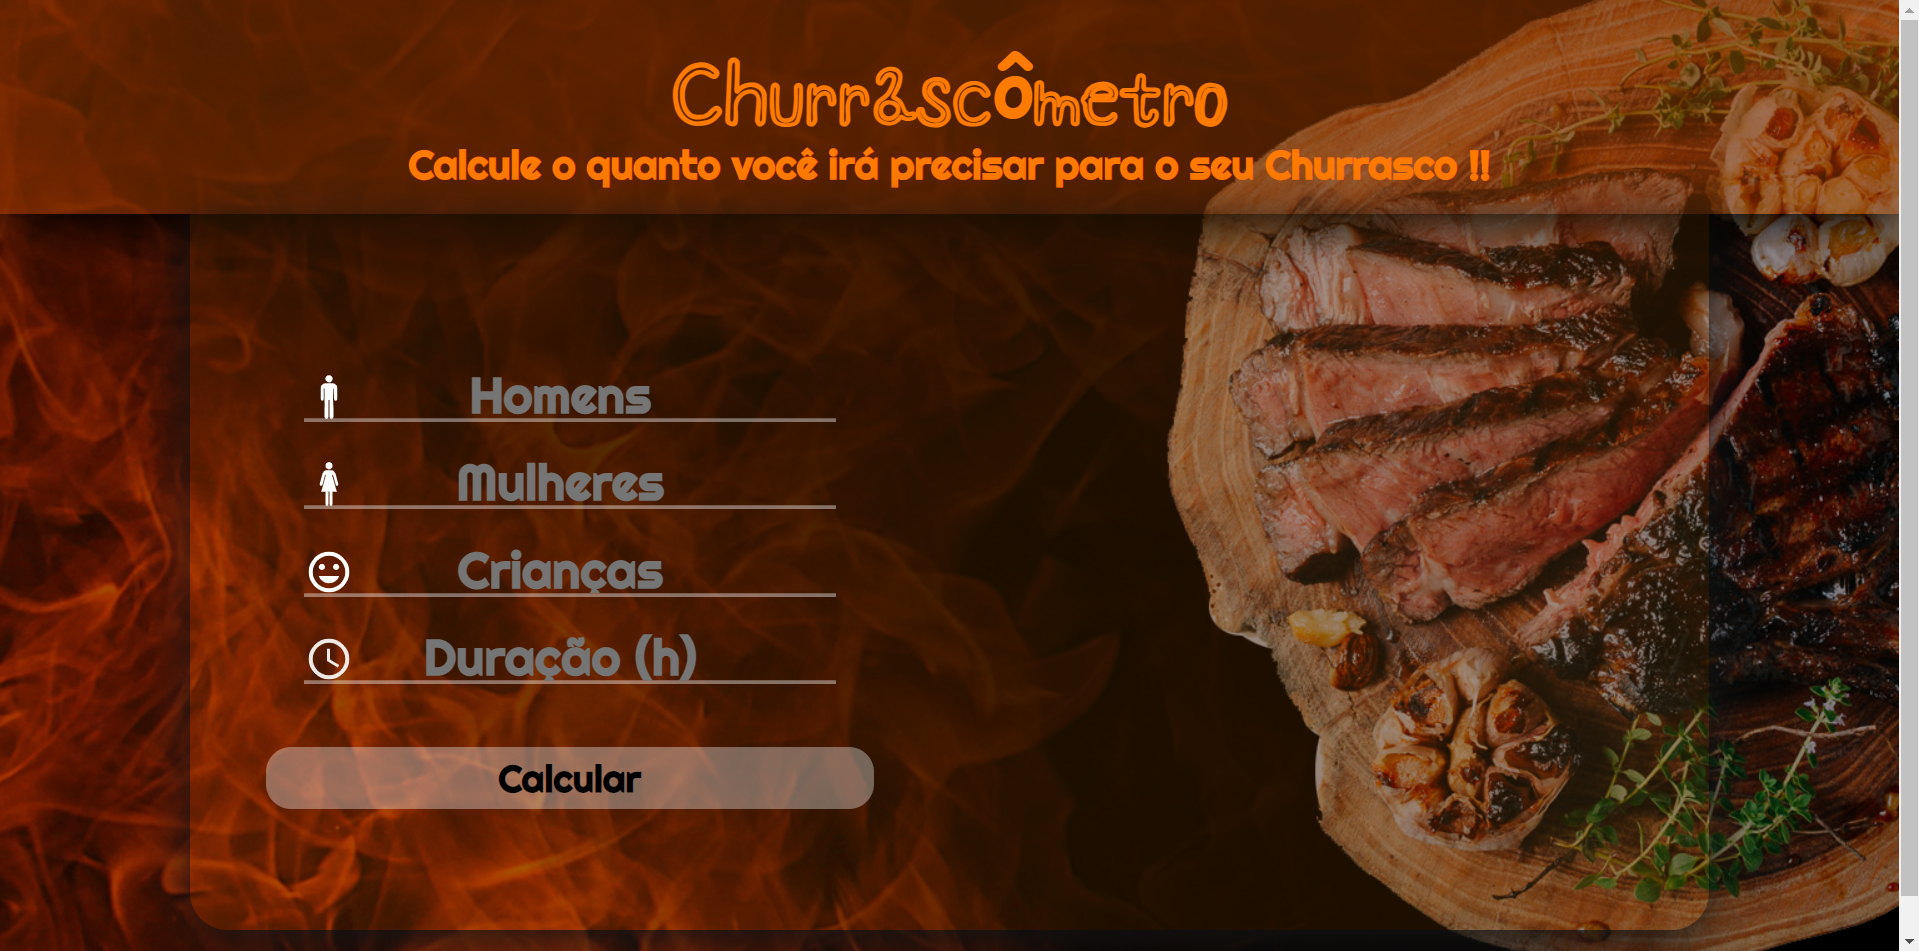 Churrascômetro
Calcule o quanto você irá precisar para o seu Churrasco !!
Homens
Mulheres
Crianças
Duração (h)
Calcular